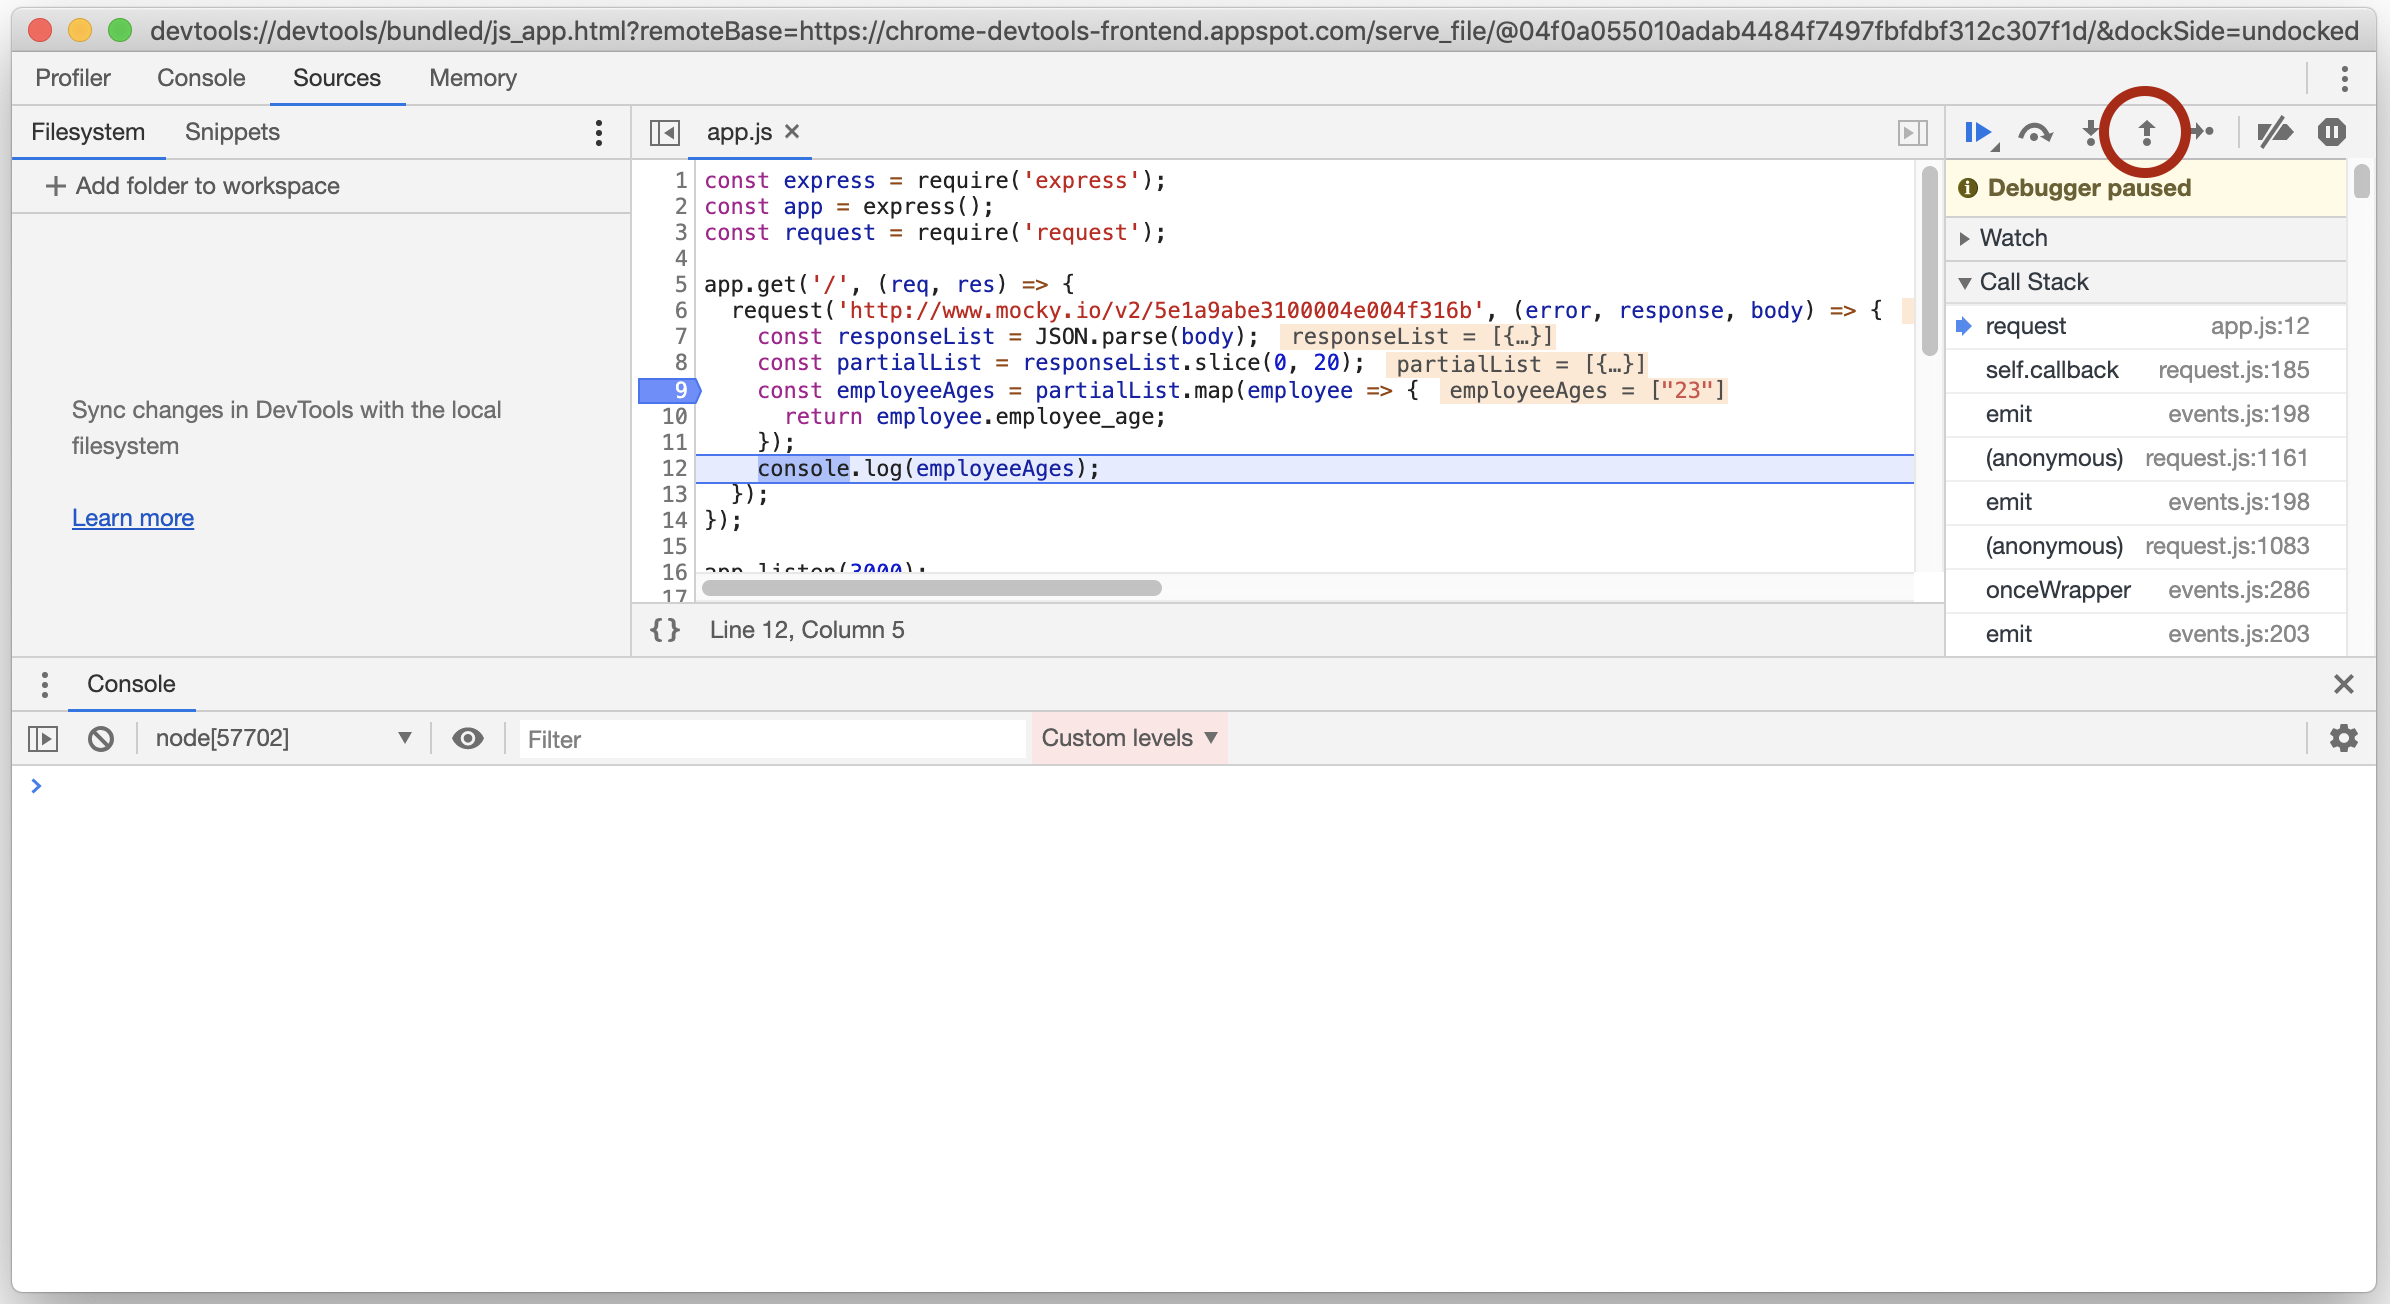 devtools://devtools/bundled/js_app.html?remoteBase=https://chrome-devtools-frontend.appspot.com/serve_file/@04f0a055010adab4484f7497fbfdbf312c307f1d/&dockSide=undocked
Profiler Console Sources Memory
Filesystem Snippets
Add folder to workspace
Sync changes in DevTools with the local
filesystem
Learn more
app.js
1 const express = require('express');
2 const app = express();
3 const request = require('request');
4
5 app.get('/', (req, res) => {
6 request('http://www.mocky.io/v2/5e1a9abe3100004e004f316b', (error, response, body) => {
7 const responseList = JSON.parse(body); responseList = [{…}]
8 const partialList = responseList.slice(0, 20); partialList = [{…}]
9 const employeeAges = partialList.map(employee => { employeeAges = ["23"]
10 return employee.employee_age;
11 });
12 console.log(employeeAges);
13 });
14 });
15
16 app.listen(3000);
17
{} Line 12, Column 5
Debugger paused
Watch
Call Stack
request app.js:12
self.callback request.js:185
emit events.js:198
(anonymous) request.js:1161
emit events.js:198
(anonymous) request.js:1083
onceWrapper events.js:286
emit events.js:203
Console
node[57702] Filter Custom levels